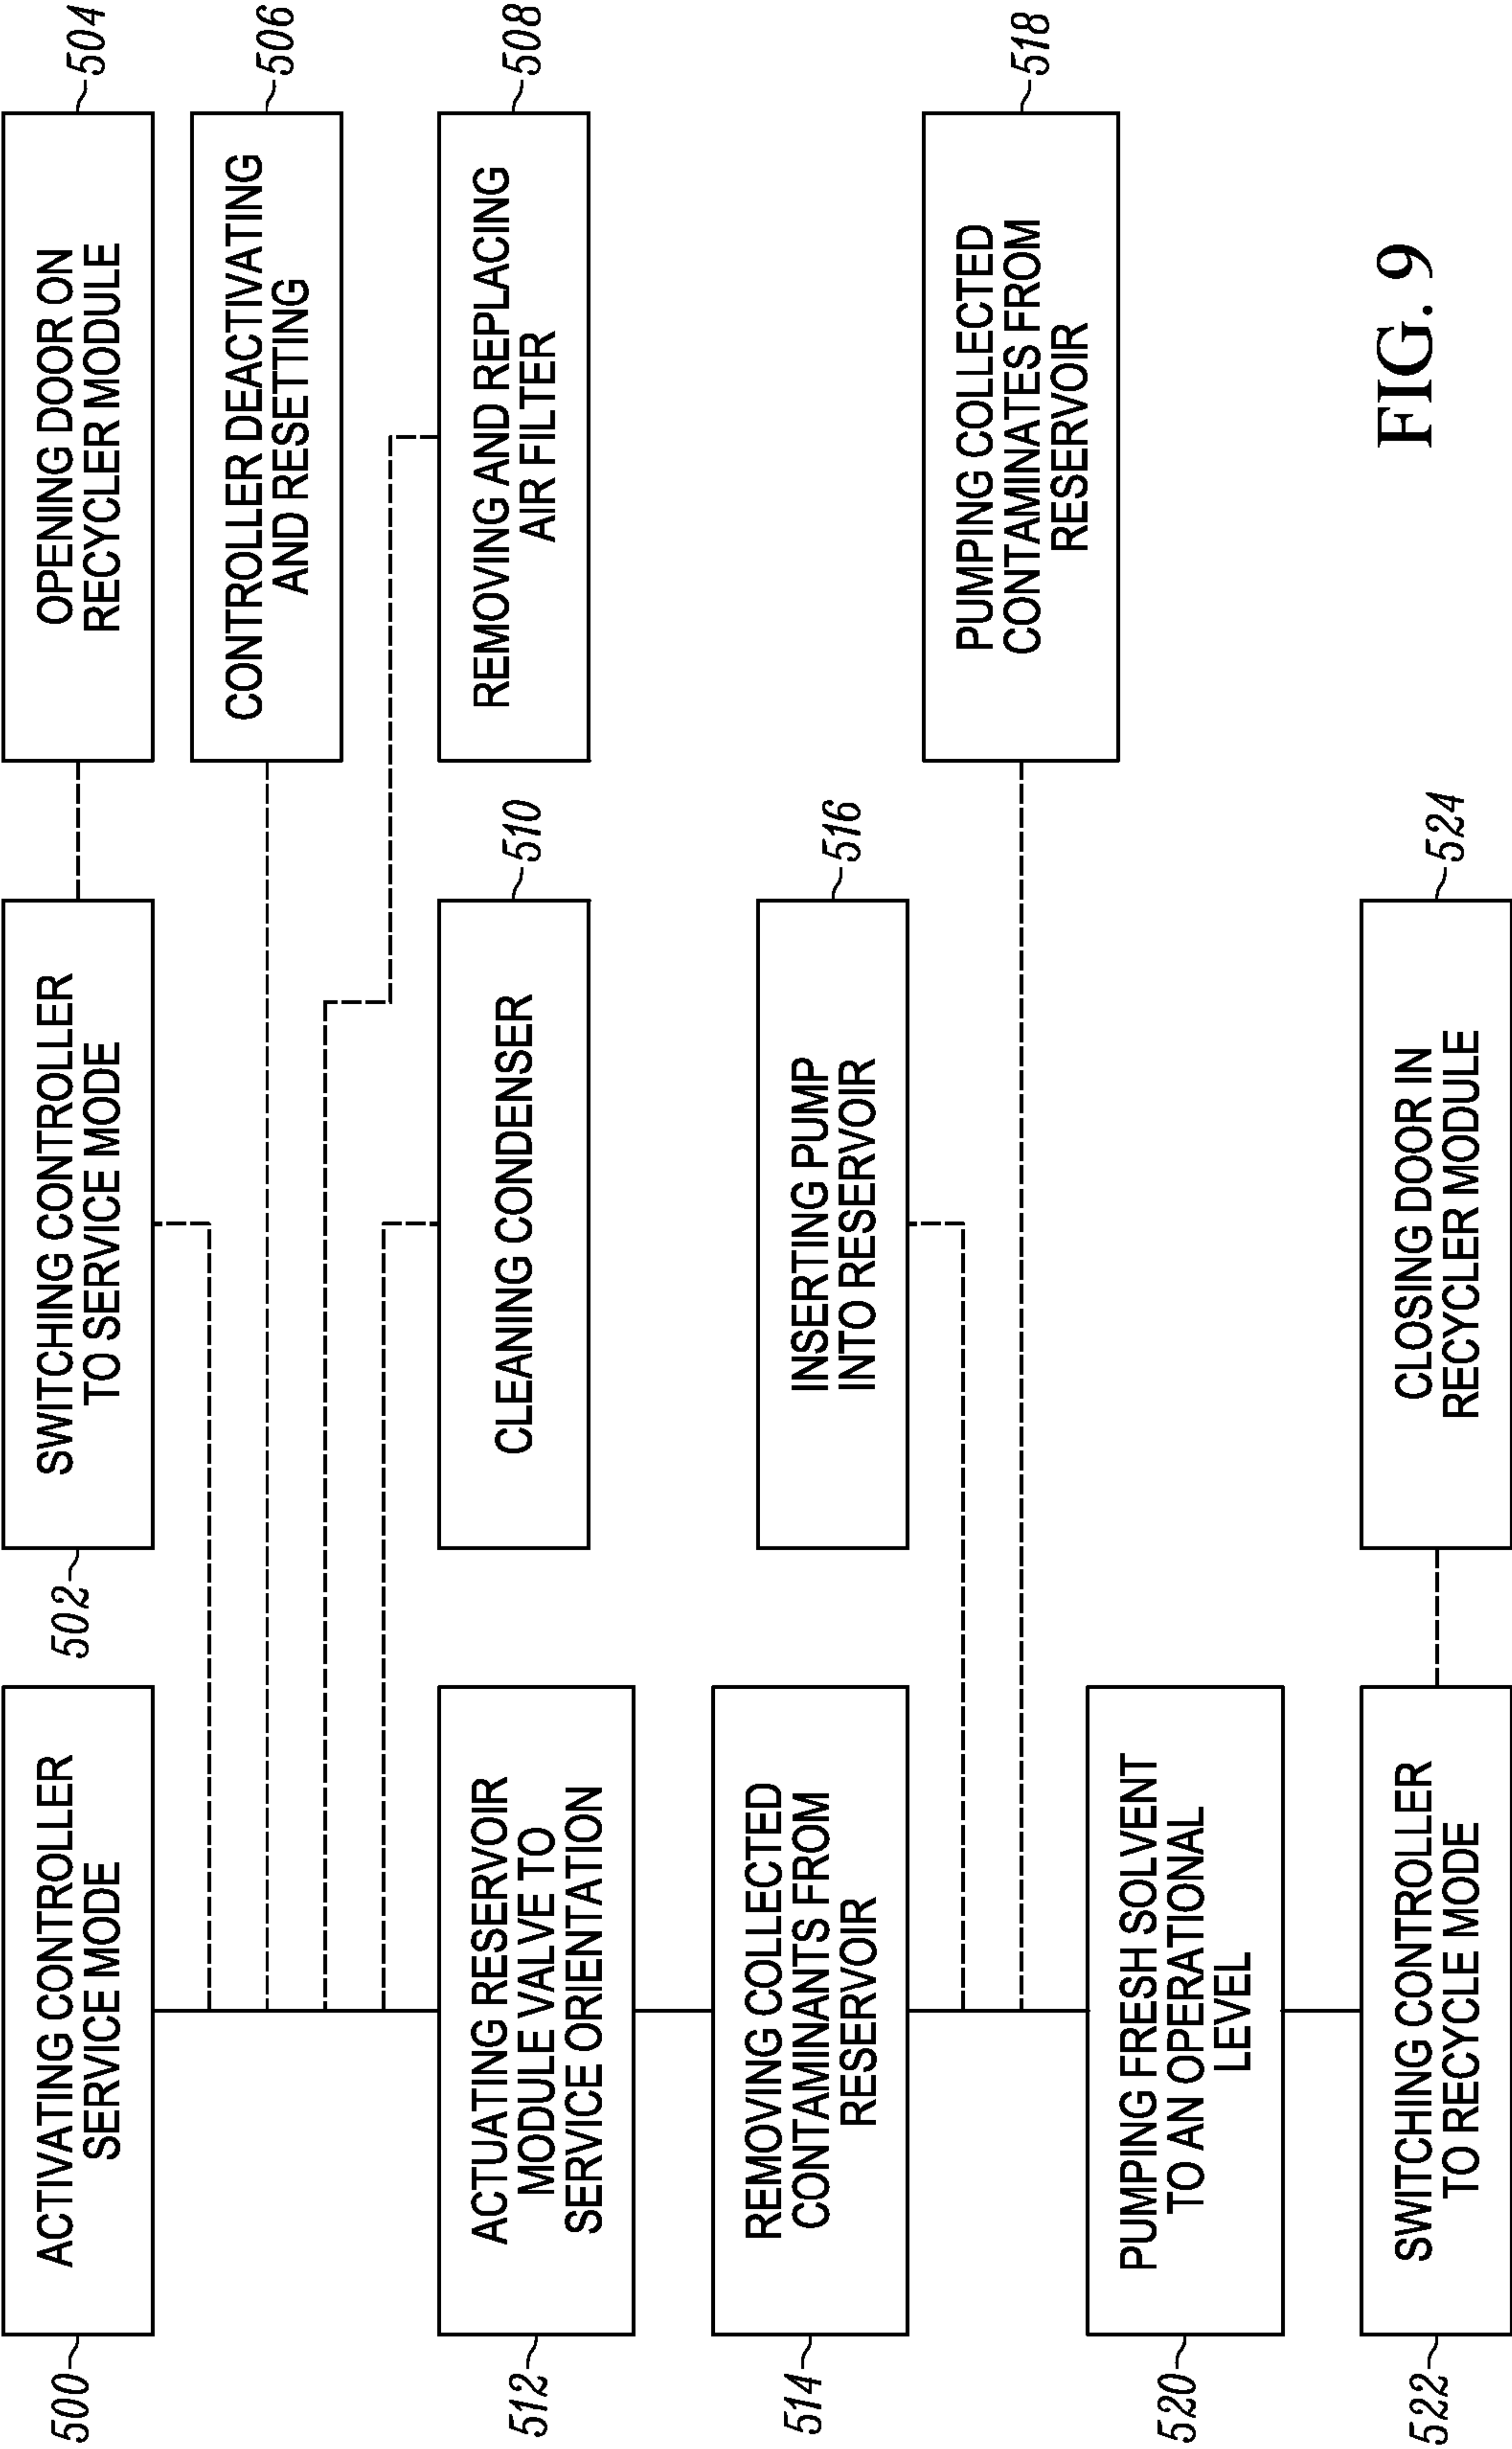 500
ACTIVATING CONTROLLER
SERVICE MODE
502
SWITCHING CONTROLLER
TO SERVICE MODE
504
OPENING DOOR ON
RECYCLER MODULE
506
CONTROLLER DEACTIVATING
AND RESETTING
508
REMOVING AND REPLACING
AIR FILTER
510
CLEANING CONDENSER
512
ACTUATING RESERVOIR
MODULE VALVE TO
SERVICE ORIENTATION
514
REMOVING COLLECTED
CONTAMINANTS FROM
RESERVOIR
516
INSERTING PUMP
INTO RESERVOIR
518
PUMPING COLLECTED
CONTAMINATES FROM
RESERVOIR
520
PUMPING FRESH SOLVENT
TO AN OPERATIONAL
LEVEL
522
SWITCHING CONTROLLER
TO RECYCLE MODE
524
CLOSING DOOR IN
RECYCLER MODULE
FIG. 9